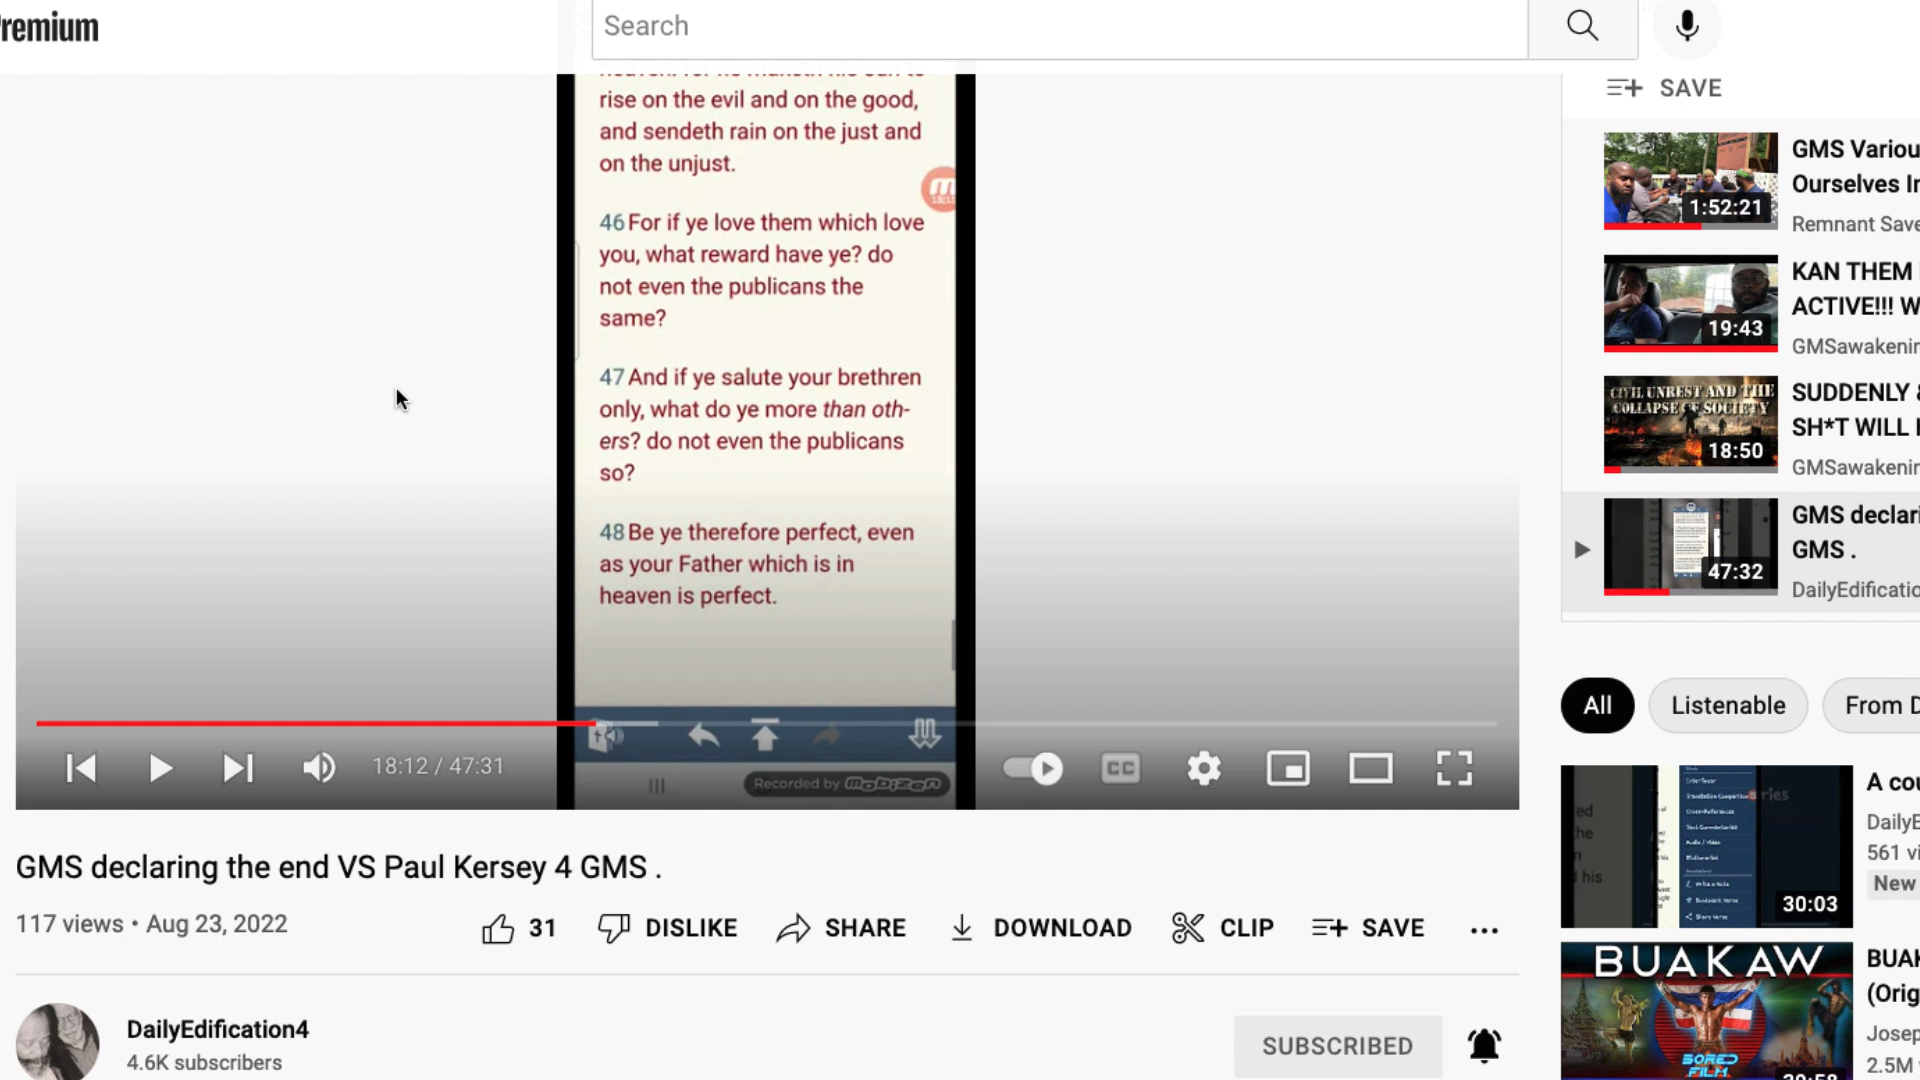 Premium
Search
rise on the evil and on the good,
and sendeth rain on the just and
on the unjust.
46 For if ye love them which love
you, what reward have ye? do
not even the publicans the
same?
47 And if ye salute your brethren
only, what do ye more than oth-
ers? do not even the publicans
so?
48 Be ye therefore perfect, even
as your Father which is in
heaven is perfect.
18:12 / 47:31
CC
Recorded by mobizen
GMS declaring the end VS Paul Kersey 4 GMS .
117 views • Aug 23, 2022
31
DISLIKE
SHARE
DOWNLOAD
CLIP
SAVE
DailyEdification4
4.6K subscribers
SUBSCRIBED
SAVE
1:52:21
GMS Variou
Ourselves In
Remnant Save
19:43
KAN THEM
ACTIVE!!! W
GMSawakenin
CIVIL UNREST AND THE
COLLAPSE OF SOCIETY
18:50
SUDDENLY &
SH*T WILL
GMSawakenin
47:32
GMS declari
GMS .
DailyEdificatio
All
Listenable
From D
30:03
A cou
DailyE
561 vi
New
BUAKAW
BORED
FILM
BUAK
(Orig
Josep
2.5M